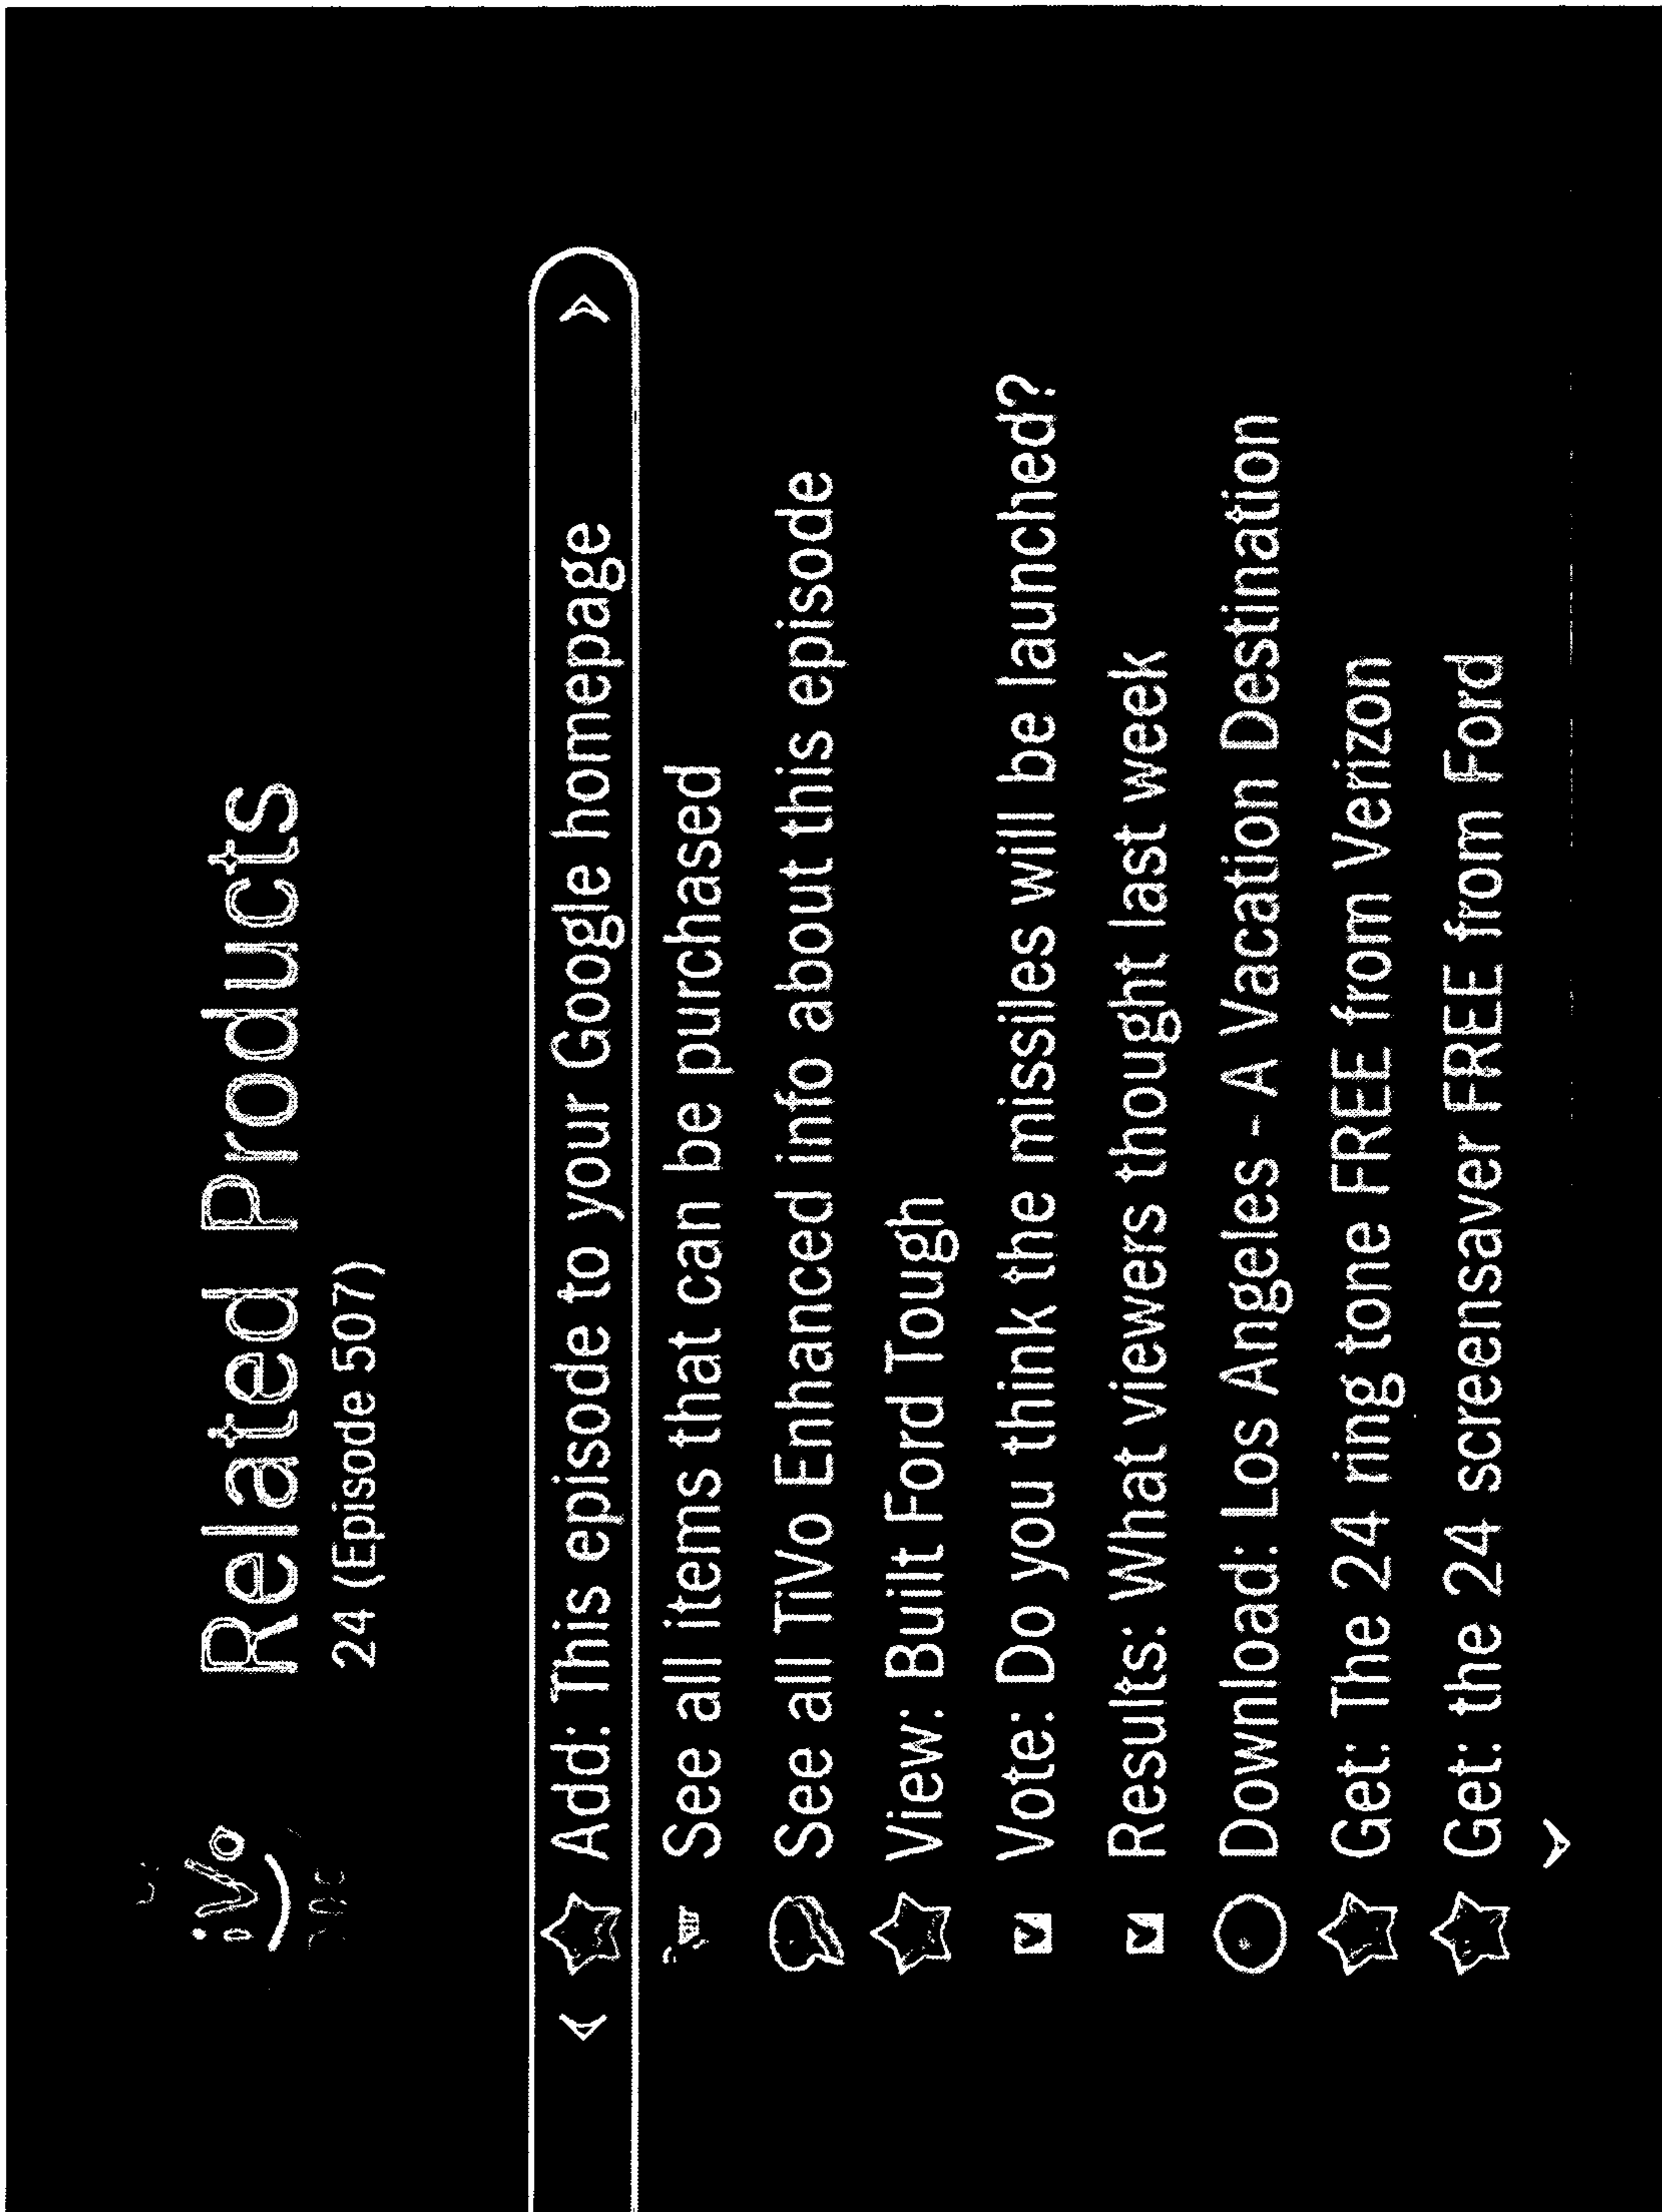 TiVo
Related Products
24 (Episode 507)
Add: This episode to your Google homepage
See all items that can be purchased
See all TiVo Enhanced info about this episode
View: Built Ford Tough
Vote: Do you think the missiles will be launched?
Results: What viewers thought last week
Download: Los Angeles - A Vacation Destination
Get: The 24 ring tone FREE from Verizon
Get: the 24 screensaver FREE from Ford